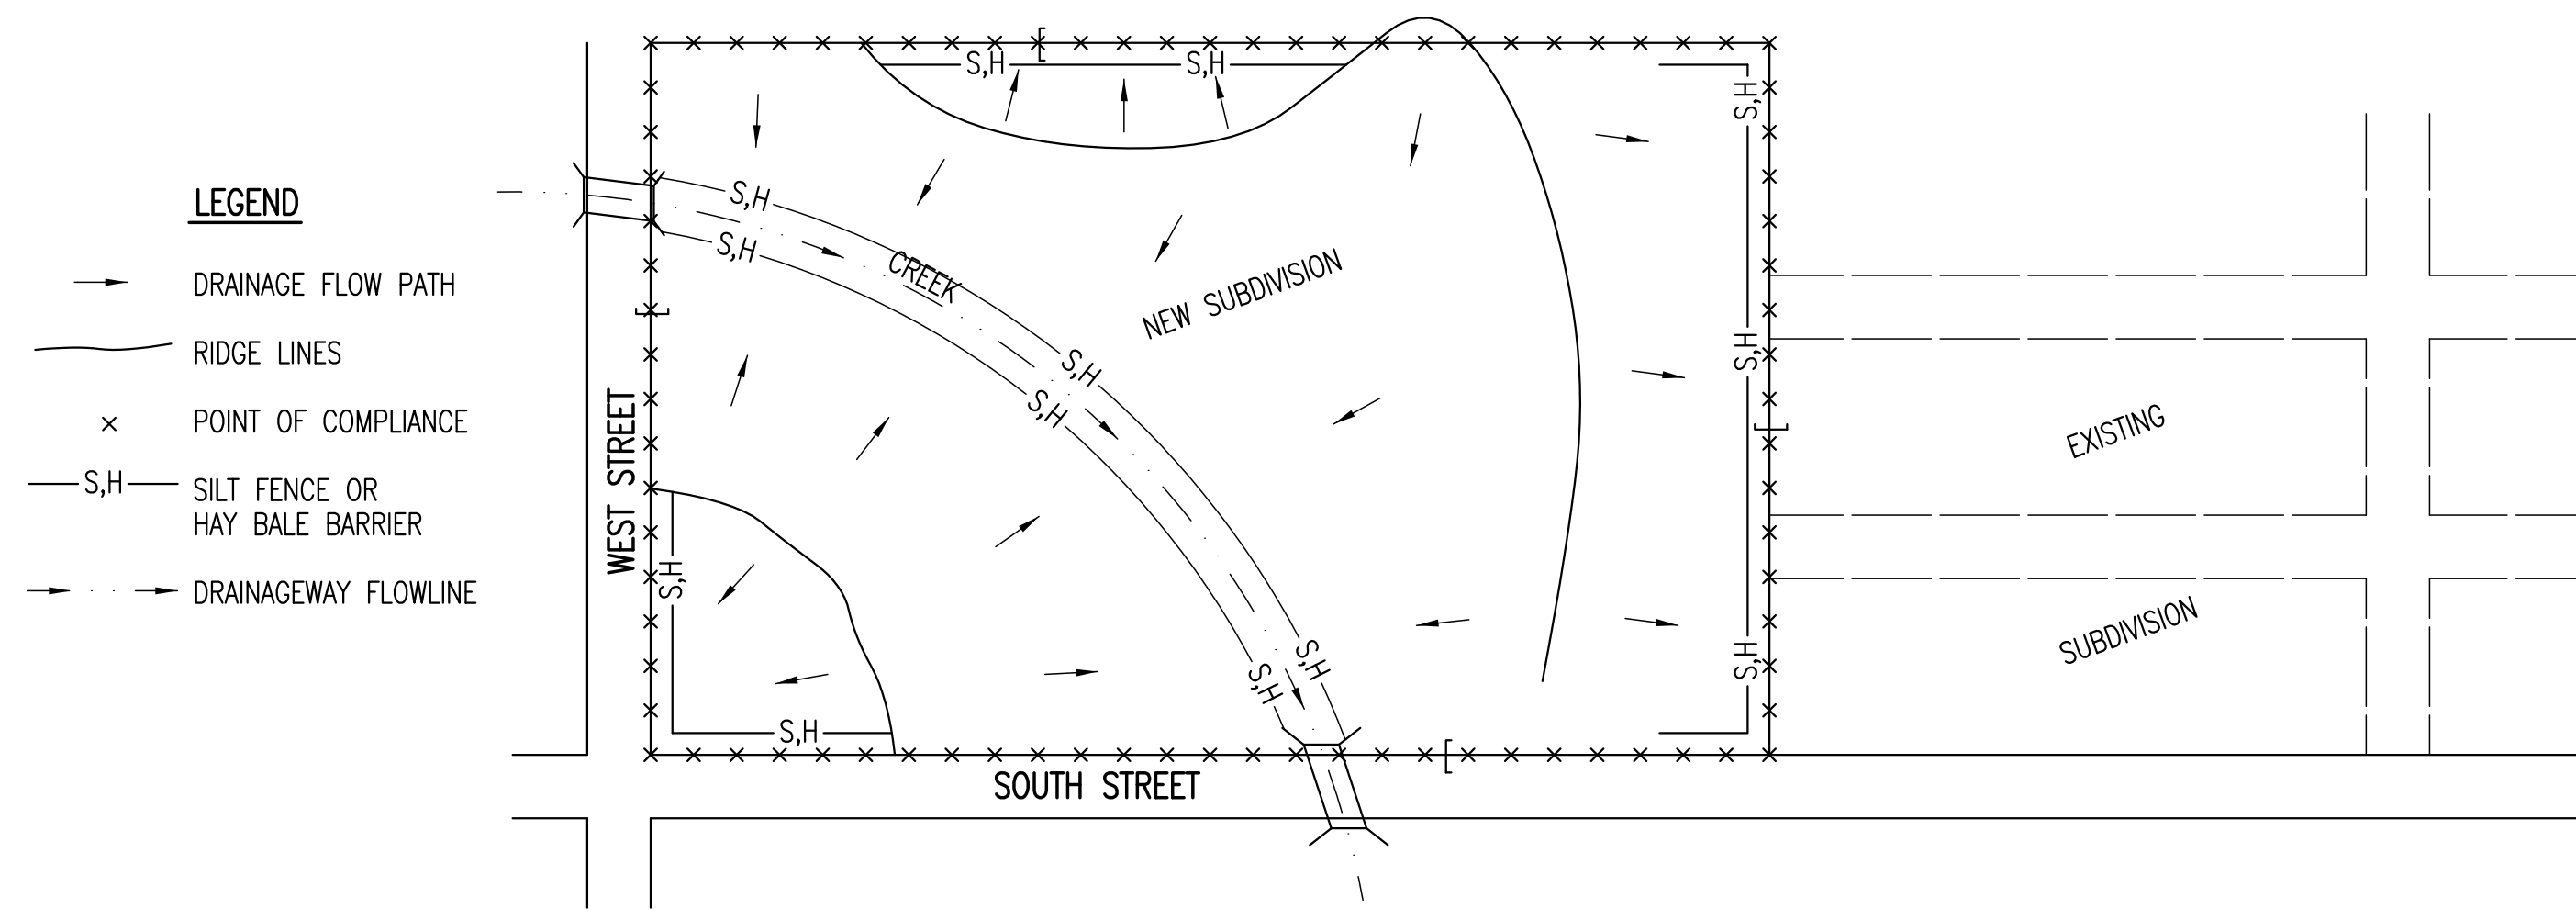 LEGEND
DRAINAGE FLOW PATH
RIDGE LINES
POINT OF COMPLIANCE
S,H
SILT FENCE OR
HAY BALE BARRIER
DRAINAGEWAY FLOWLINE
S,H
S,H
S,H
S,H
S,H
CREEK
NEW SUBDIVISION
S,H
S,H
S,H
WEST STREET
EXISTING
S,H
SUBDIVISION
S,H
S,H
S,H
S,H
SOUTH STREET